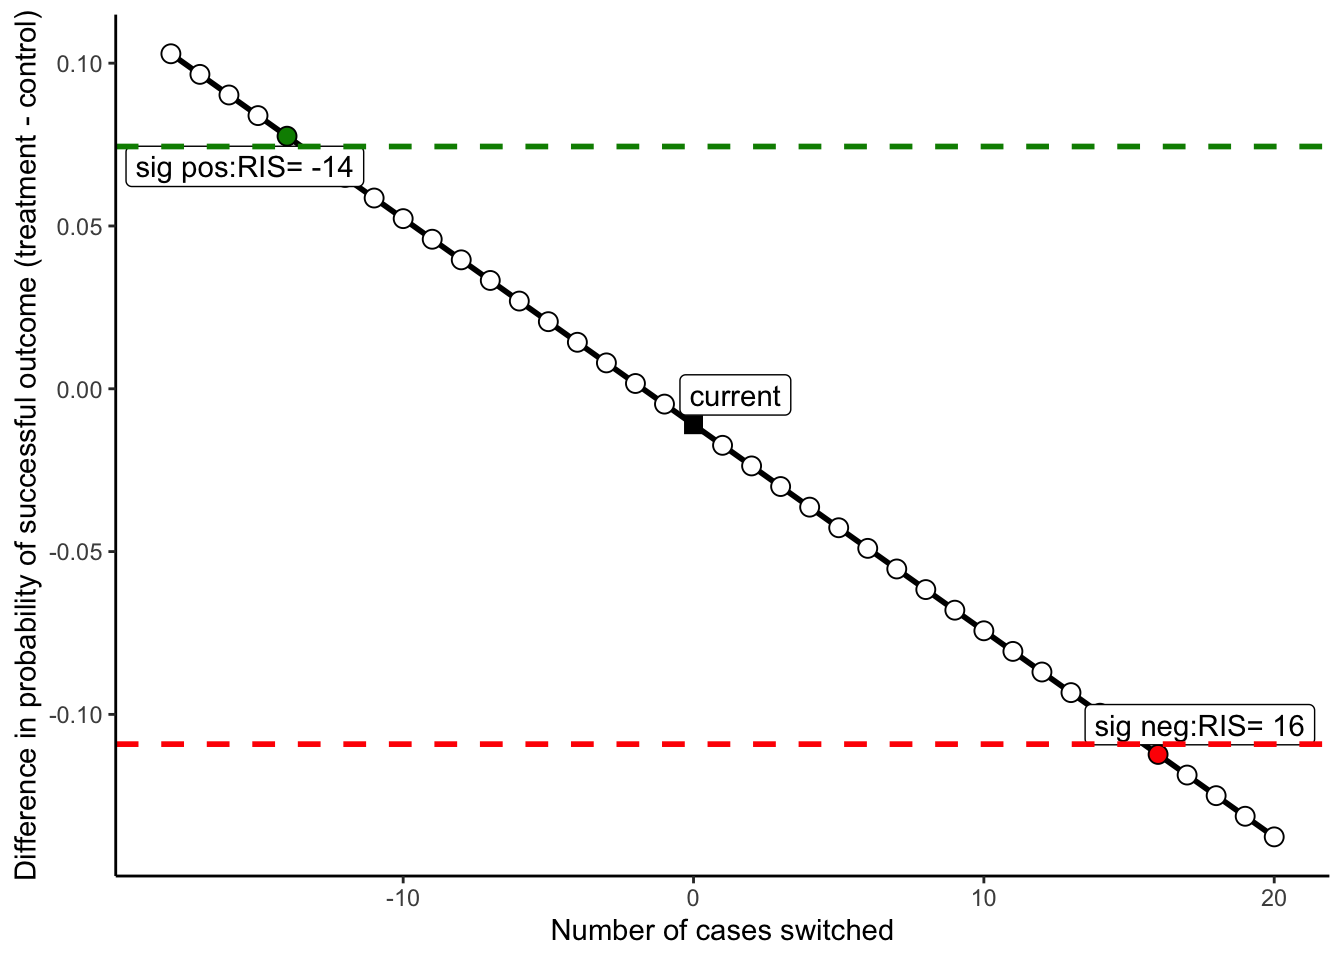 Difference in probability of successful outcome (treatment - control)
0.10
0.05
0.00
-0.05
-0.10
sig pos:RIS= -14
current
sig neg:RIS= 16
-10
0
10
20
Number of cases switched